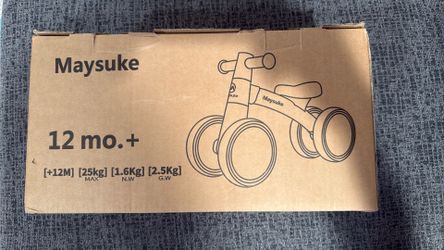 Maysuke
Maysuke
12 mo.+
[+12M] [25kg] [1.6Kg] [2.5Kg]
MAX N.W G.W